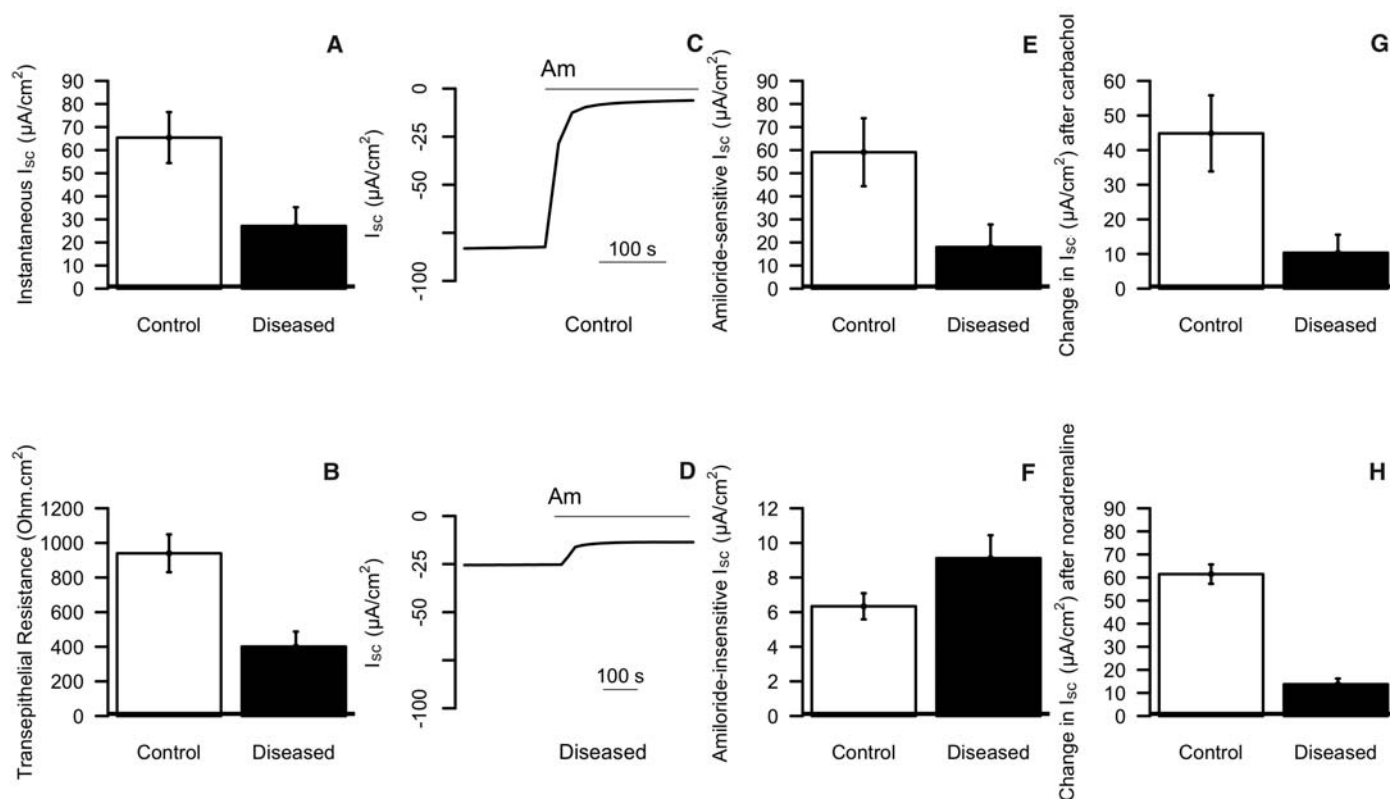 A
Instantaneous Isc (µA/cm²)
90
80
70
60
50
40
30
20
10
0
Control Diseased
C
Am
Isc (µA/cm²)
0
-25
-50
-75
-100
100 s
Control
E
Amiloride-sensitive Isc (µA/cm²)
90
80
70
60
50
40
30
20
10
0
Control Diseased
G
Change in Isc (µA/cm²) after carbachol
60
50
40
30
20
10
0
Control Diseased
B
Transepithelial Resistance (Ohm.cm²)
1200
1000
800
600
400
200
0
Control Diseased
D
Am
Isc (µA/cm²)
0
-25
-50
-75
-100
100 s
Diseased
F
Amiloride-insensitive Isc (µA/cm²)
12
10
8
6
4
2
0
Control Diseased
H
Change in Isc (µA/cm²) after noradrenaline
90
80
70
60
50
40
30
20
10
0
Control Diseased